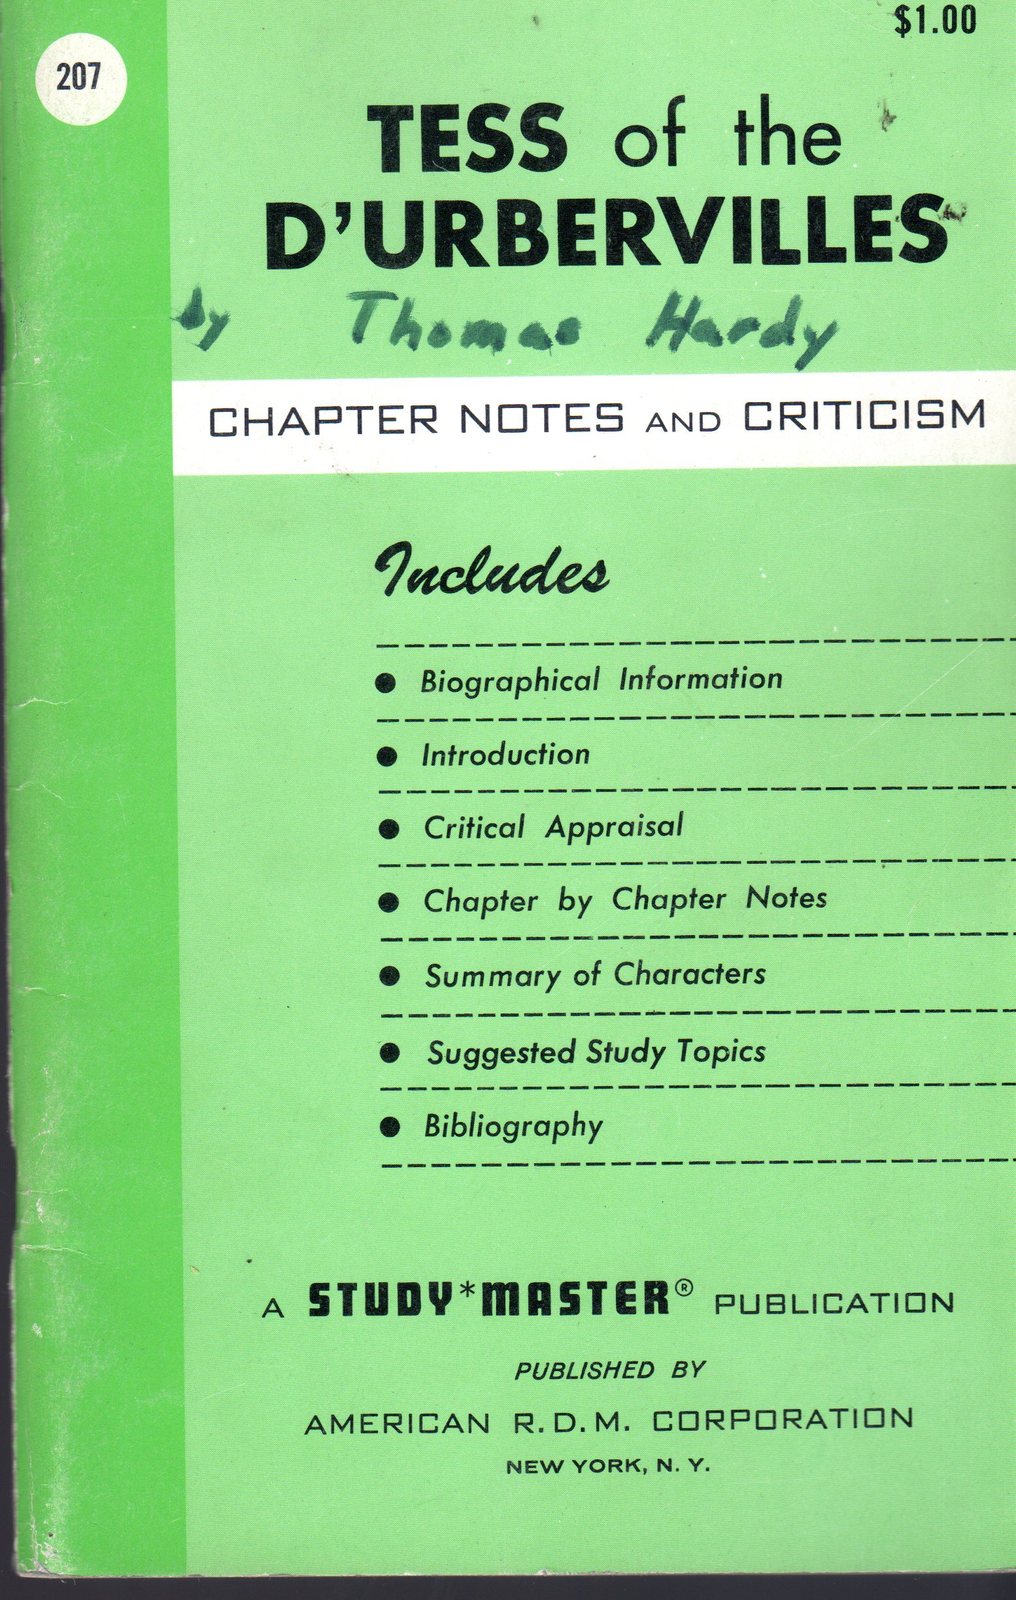 $1.00
207
TESS of the
D'URBERVILLES
by Thomas Hardy
CHAPTER NOTES AND CRITICISM
Includes
● Biographical Information
● Introduction
● Critical Appraisal
● Chapter by Chapter Notes
● Summary of Characters
● Suggested Study Topics
● Bibliography
A STUDY*MASTER® PUBLICATION
PUBLISHED BY
AMERICAN R.D.M. CORPORATION
NEW YORK, N. Y.